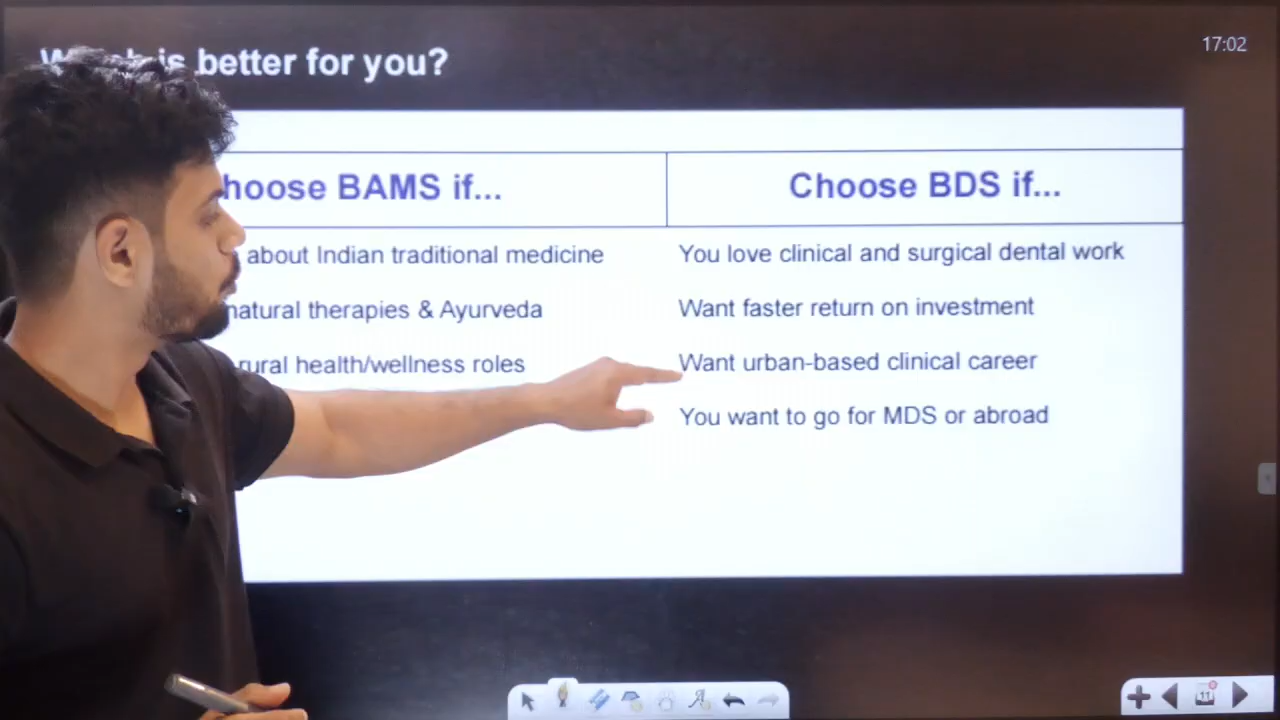 is better for you?
17:02
hoose BAMS if...
Choose BDS if...
about Indian traditional medicine
You love clinical and surgical dental work
natural therapies & Ayurveda
Want faster return on investment
rural health/wellness roles
Want urban-based clinical career
You want to go for MDS or abroad
11